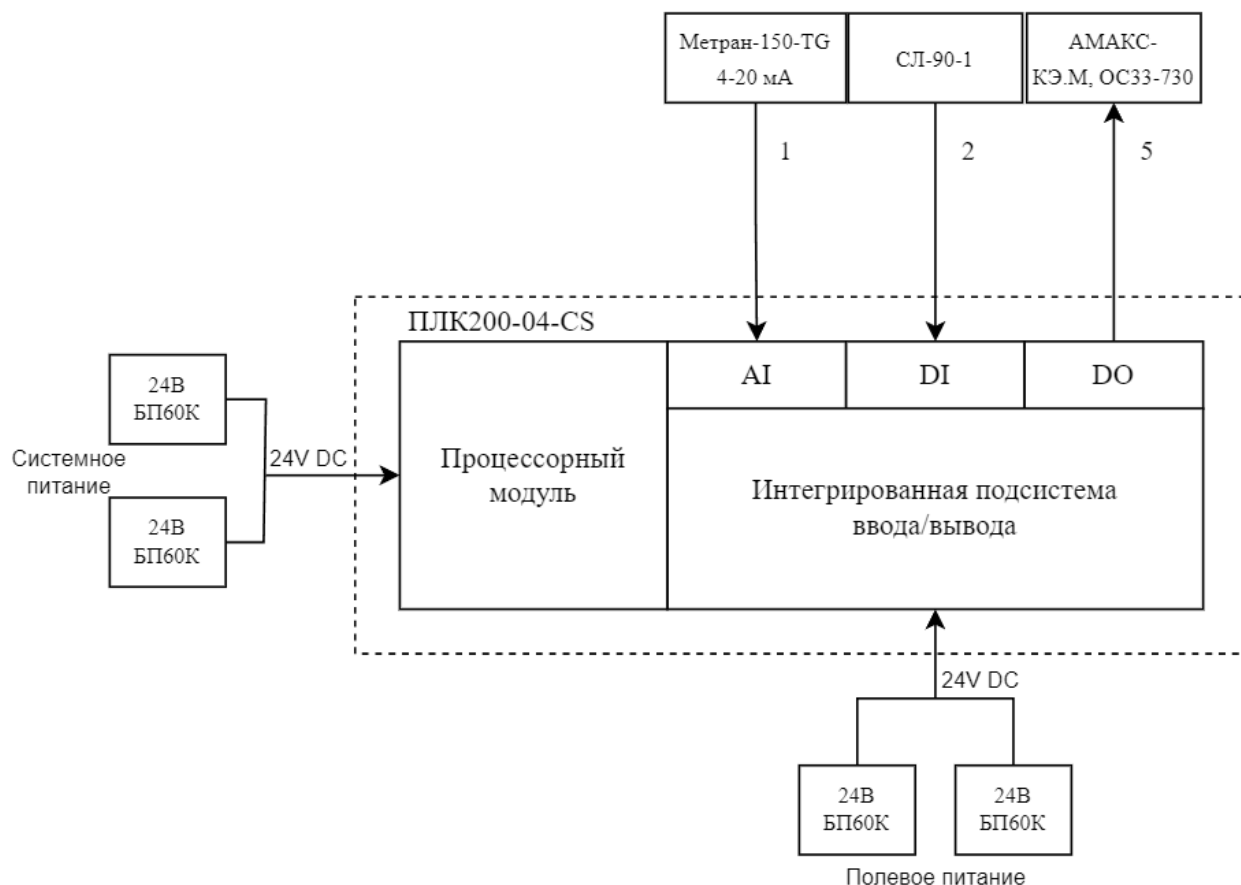 Метран-150-TG
4-20 мА
СЛ-90-1
АМАКС-
КЭ.М, ОС33-730
1
2
5
ПЛК200-04-CS
AI
DI
DO
24В
БП60К
Системное
питание
24V DC
24В
БП60К
Процессорный
модуль
Интегрированная подсистема
ввода/вывода
24V DC
24В
БП60К
24В
БП60К
Полевое питание